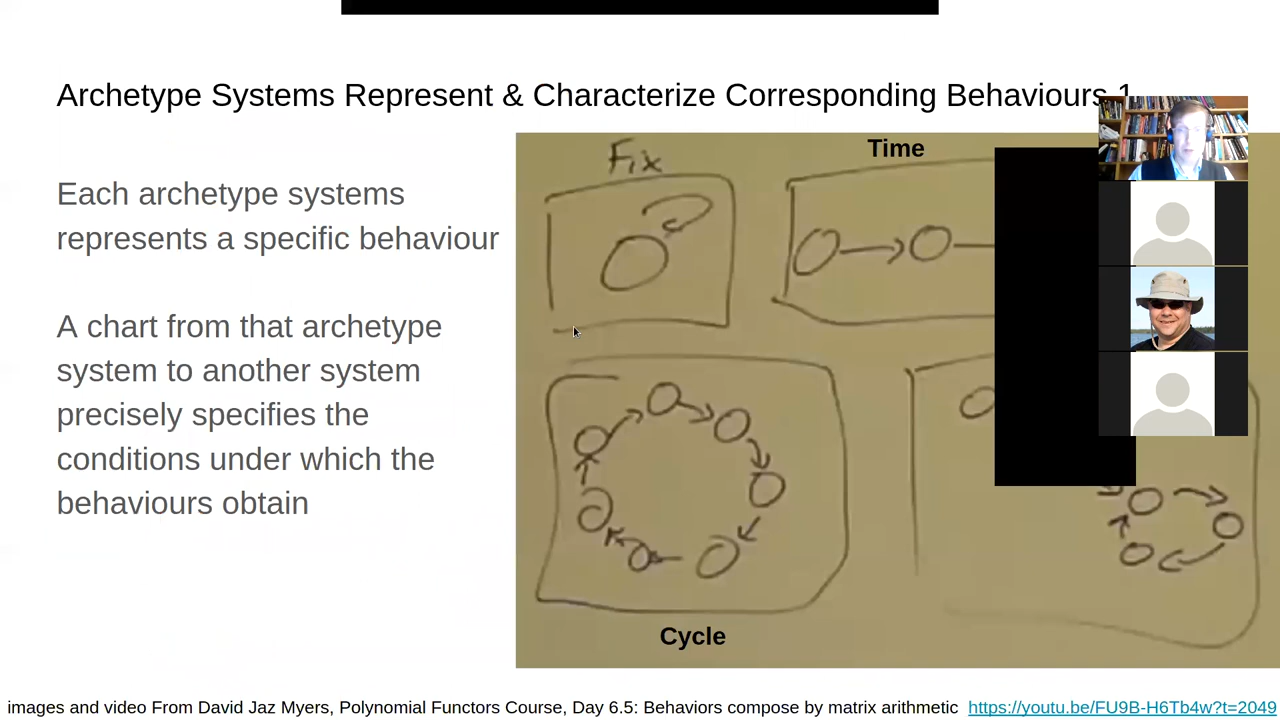 Archetype Systems Represent & Characterize Corresponding Behaviours 1
Each archetype systems
represents a specific behaviour
A chart from that archetype
system to another system
precisely specifies the
conditions under which the
behaviours obtain
Fix
Time
Cycle
images and video From David Jaz Myers, Polynomial Functors Course, Day 6.5: Behaviors compose by matrix arithmetic https://youtu.be/FU9B-H6Tb4w?t=2049